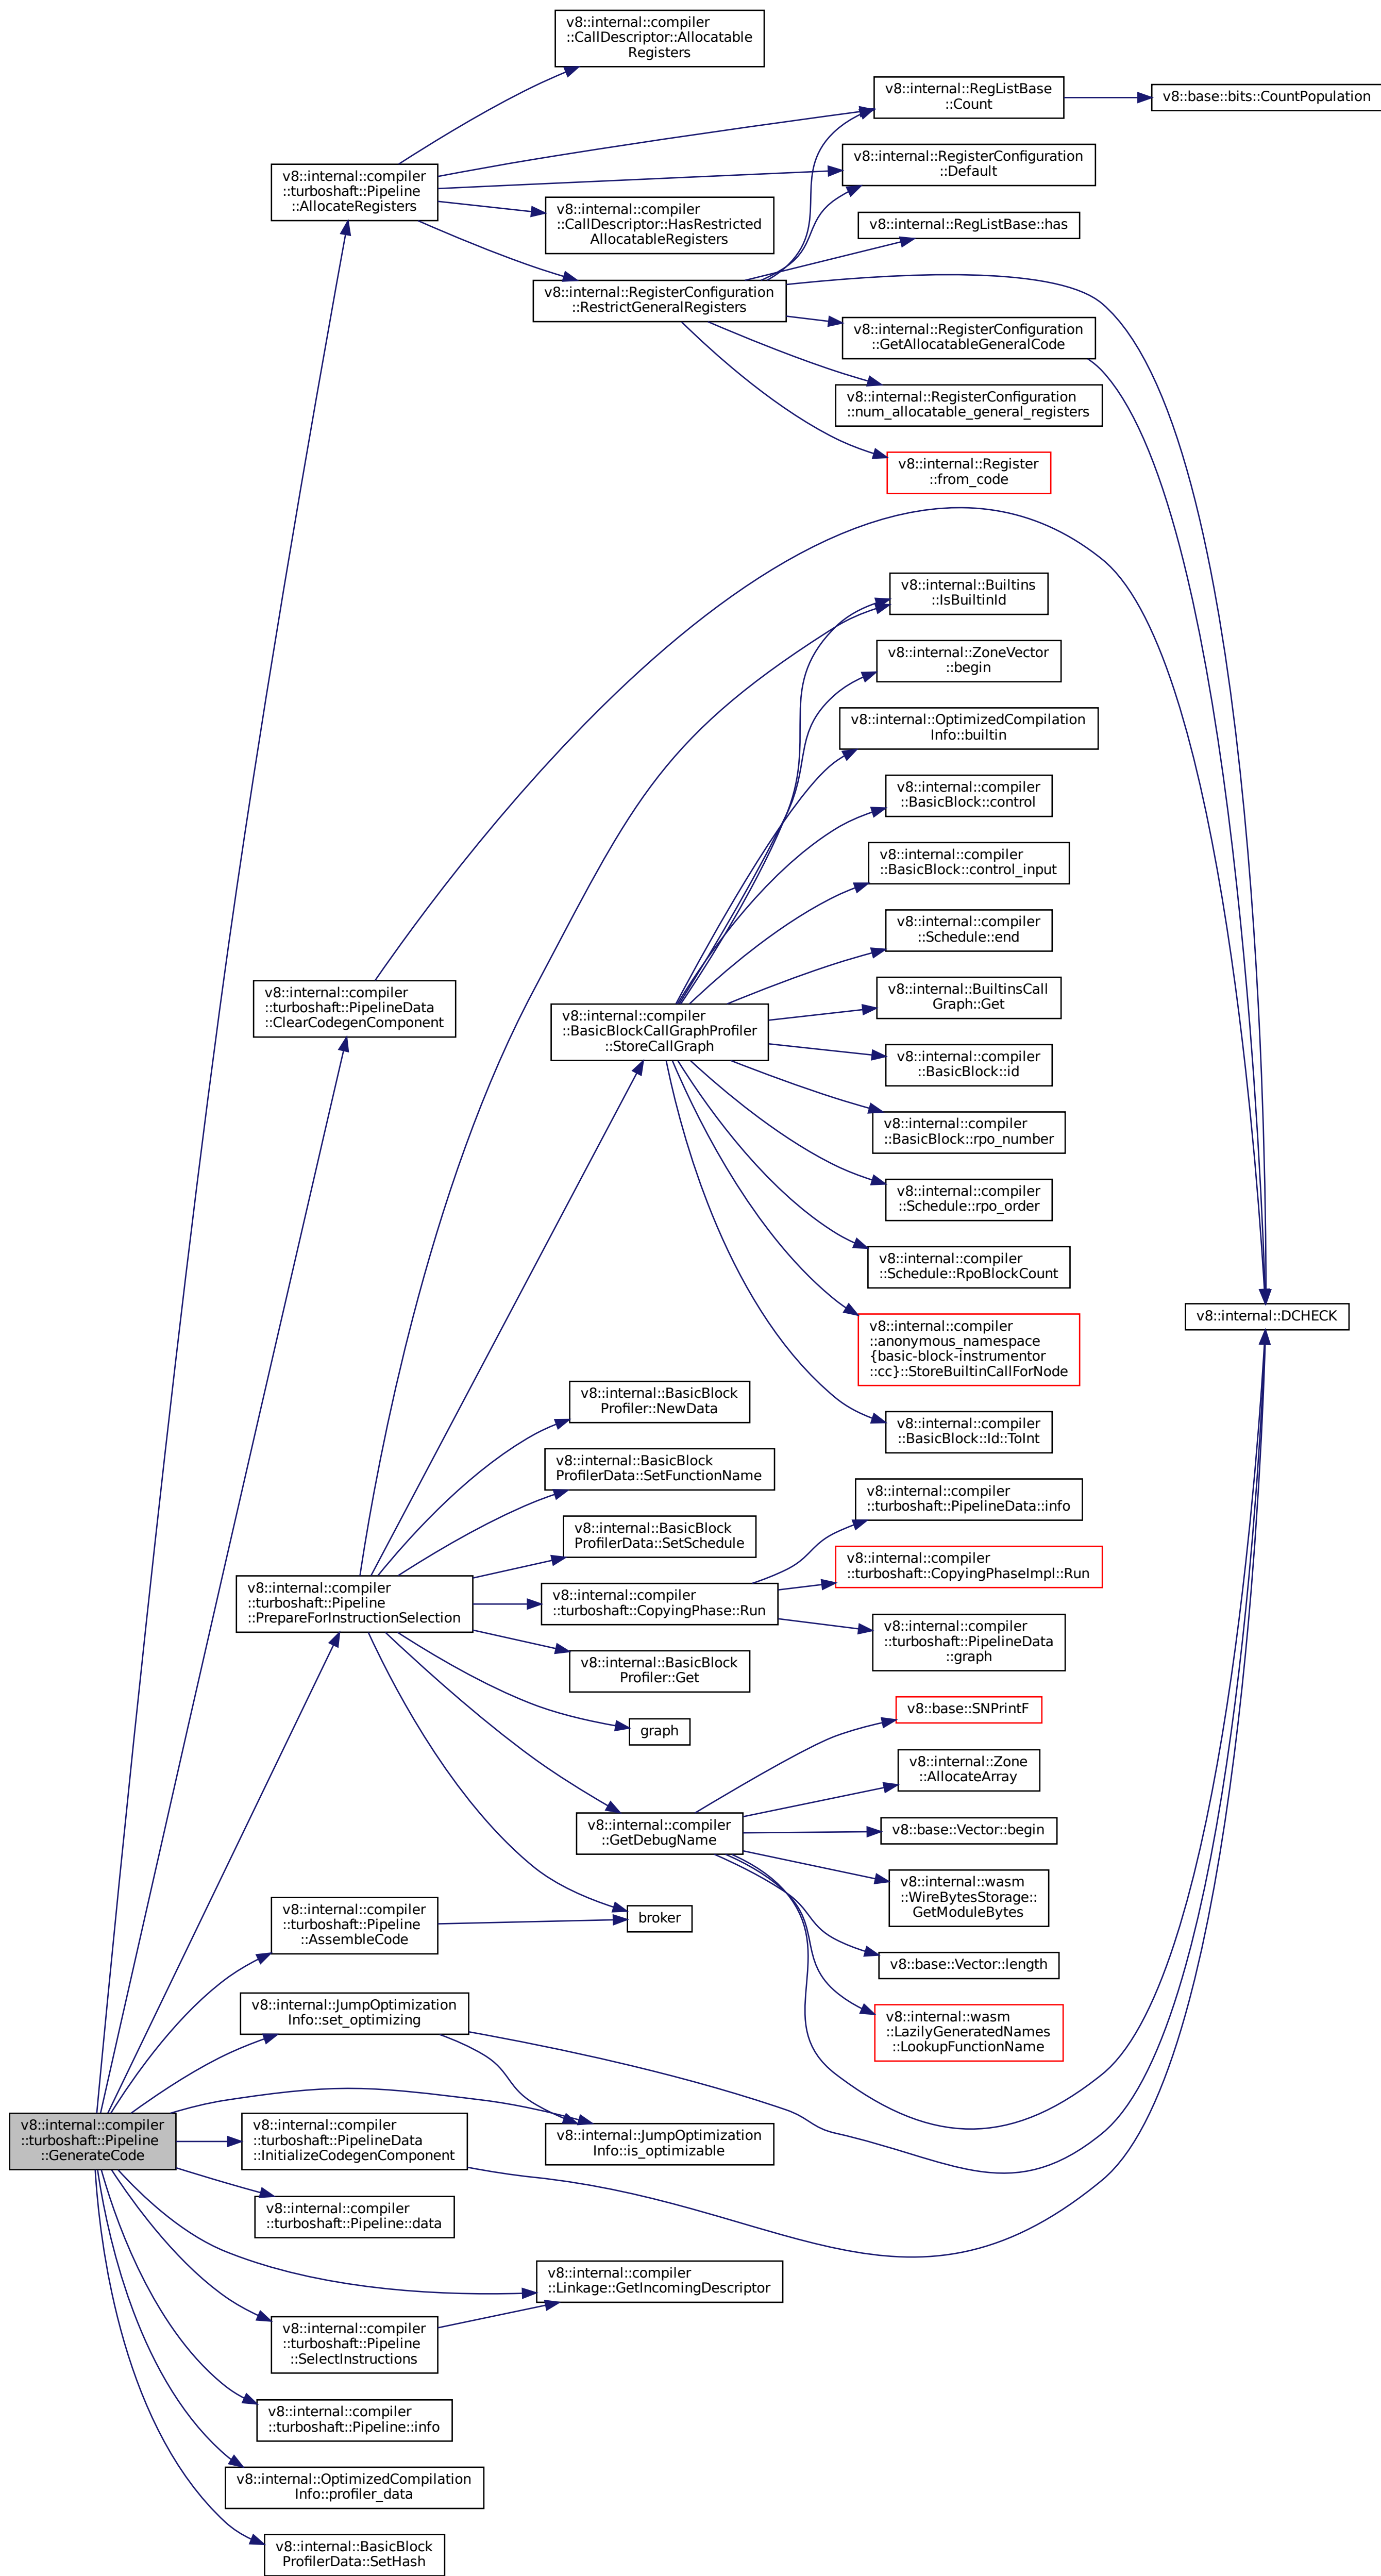 v8::internal::compiler
::CallDescriptor::Allocatable
Registers
v8::internal::RegListBase
::Count
v8::base::bits::CountPopulation
v8::internal::RegisterConfiguration
::Default
v8::internal::compiler
::turboshaft::Pipeline
::AllocateRegisters
v8::internal::compiler
::CallDescriptor::HasRestricted
AllocatableRegisters
v8::internal::RegListBase::has
v8::internal::RegisterConfiguration
::RestrictGeneralRegisters
v8::internal::RegisterConfiguration
::GetAllocatableGeneralCode
v8::internal::RegisterConfiguration
::num_allocatable_general_registers
v8::internal::Register
::from_code
v8::internal::Builtins
::IsBuiltinId
v8::internal::ZoneVector
::begin
v8::internal::OptimizedCompilation
Info::builtin
v8::internal::compiler
::BasicBlock::control
v8::internal::compiler
::BasicBlock::control_input
v8::internal::compiler
::Schedule::end
v8::internal::compiler
::turboshaft::PipelineData
::ClearCodegenComponent
v8::internal::BuiltinsCall
Graph::Get
v8::internal::compiler
::BasicBlockCallGraphProfiler
::StoreCallGraph
v8::internal::compiler
::BasicBlock::id
v8::internal::compiler
::BasicBlock::rpo_number
v8::internal::compiler
::Schedule::rpo_order
v8::internal::compiler
::Schedule::RpoBlockCount
v8::internal::DCHECK
v8::internal::compiler
::anonymous_namespace
{basic-block-instrumentor
::cc}::StoreBuiltinCallForNode
v8::internal::BasicBlock
Profiler::NewData
v8::internal::compiler
::BasicBlock::Id::ToInt
v8::internal::BasicBlock
ProfilerData::SetFunctionName
v8::internal::compiler
::turboshaft::PipelineData::info
v8::internal::BasicBlock
ProfilerData::SetSchedule
v8::internal::compiler
::turboshaft::CopyingPhaseImpl::Run
v8::internal::compiler
::turboshaft::Pipeline
::PrepareForInstructionSelection
v8::internal::compiler
::turboshaft::CopyingPhase::Run
v8::internal::compiler
::turboshaft::PipelineData
::graph
v8::internal::BasicBlock
Profiler::Get
v8::base::SNPrintF
graph
v8::internal::Zone
::AllocateArray
v8::internal::compiler
::GetDebugName
v8::base::Vector::begin
v8::internal::wasm
::WireBytesStorage::
GetModuleBytes
v8::internal::compiler
::turboshaft::Pipeline
::AssembleCode
broker
v8::base::Vector::length
v8::internal::JumpOptimization
Info::set_optimizing
v8::internal::wasm
::LazilyGeneratedNames
::LookupFunctionName
v8::internal::compiler
::turboshaft::Pipeline
::GenerateCode
v8::internal::compiler
::turboshaft::PipelineData
::InitializeCodegenComponent
v8::internal::JumpOptimization
Info::is_optimizable
v8::internal::compiler
::turboshaft::Pipeline::data
v8::internal::compiler
::Linkage::GetIncomingDescriptor
v8::internal::compiler
::turboshaft::Pipeline
::SelectInstructions
v8::internal::compiler
::turboshaft::Pipeline::info
v8::internal::OptimizedCompilation
Info::profiler_data
v8::internal::BasicBlock
ProfilerData::SetHash